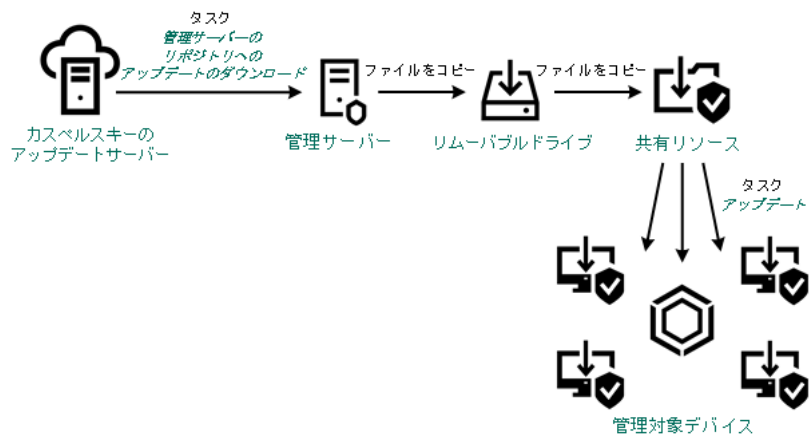 タスク
管理サーバーの
リポジトリへの
アップデートのダウンロード
ファイルをコピー
ファイルをコピー
カスペルスキーの
アップデートサーバー
管理サーバー
リムーバブルドライブ
共有リソース
タスク
アップデート
管理対象デバイス